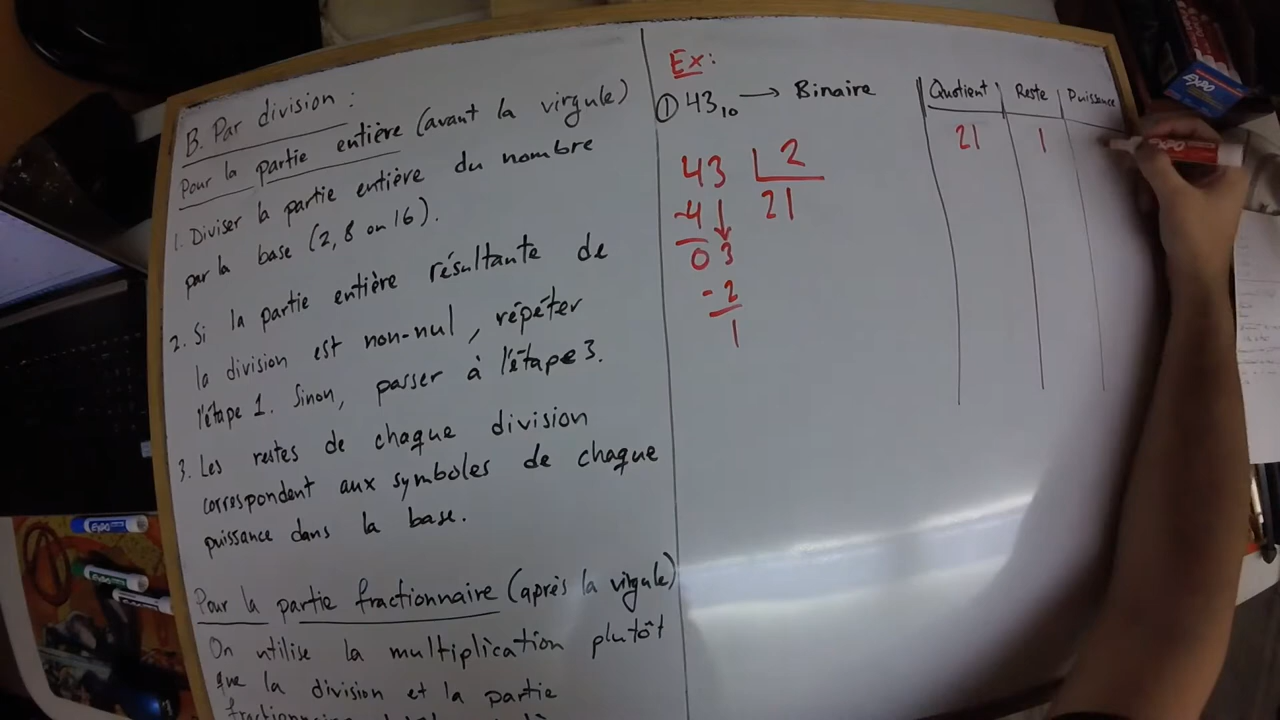 B. Par division :
Pour la partie entière (avant la virgule)
1. Diviser la partie entière du nombre
par la base (2, 8 ou 16).
2. Si la partie entière résultante de
la division est non-nul, répéter
l'étape 1. Sinon, passer à l'étape 3.
3. Les restes de chaque division
correspondent aux symboles de chaque
puissance dans la base.
Pour la partie fractionnaire (après la virgule)
On utilise la multiplication plutôt
que la division et la partie
Ex:
① 43₁₀ → Binaire
43 2
-4 21
03
-2
1
Quotient Reste Puissance
21 1
EXPO
EXPO
EXPO